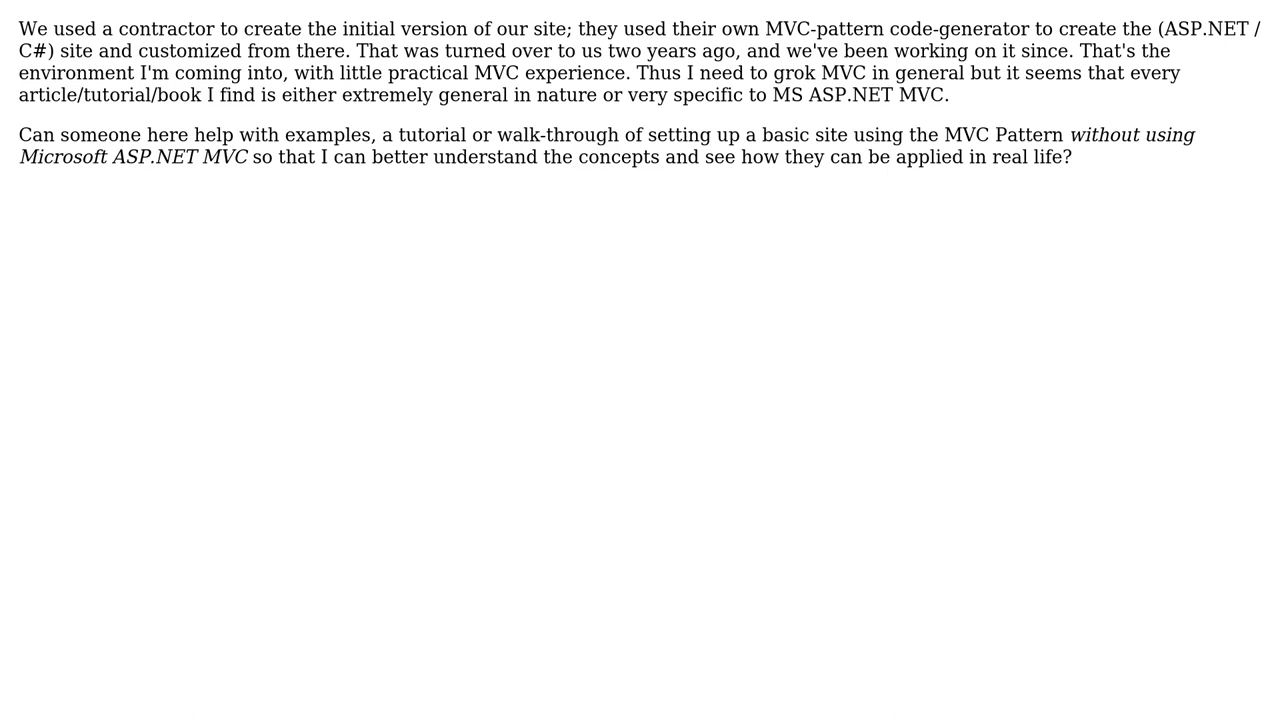 We used a contractor to create the initial version of our site; they used their own MVC-pattern code-generator to create the (ASP.NET /
C#) site and customized from there. That was turned over to us two years ago, and we've been working on it since. That's the
environment I'm coming into, with little practical MVC experience. Thus I need to grok MVC in general but it seems that every
article/tutorial/book I find is either extremely general in nature or very specific to MS ASP.NET MVC.
Can someone here help with examples, a tutorial or walk-through of setting up a basic site using the MVC Pattern without using
Microsoft ASP.NET MVC so that I can better understand the concepts and see how they can be applied in real life?